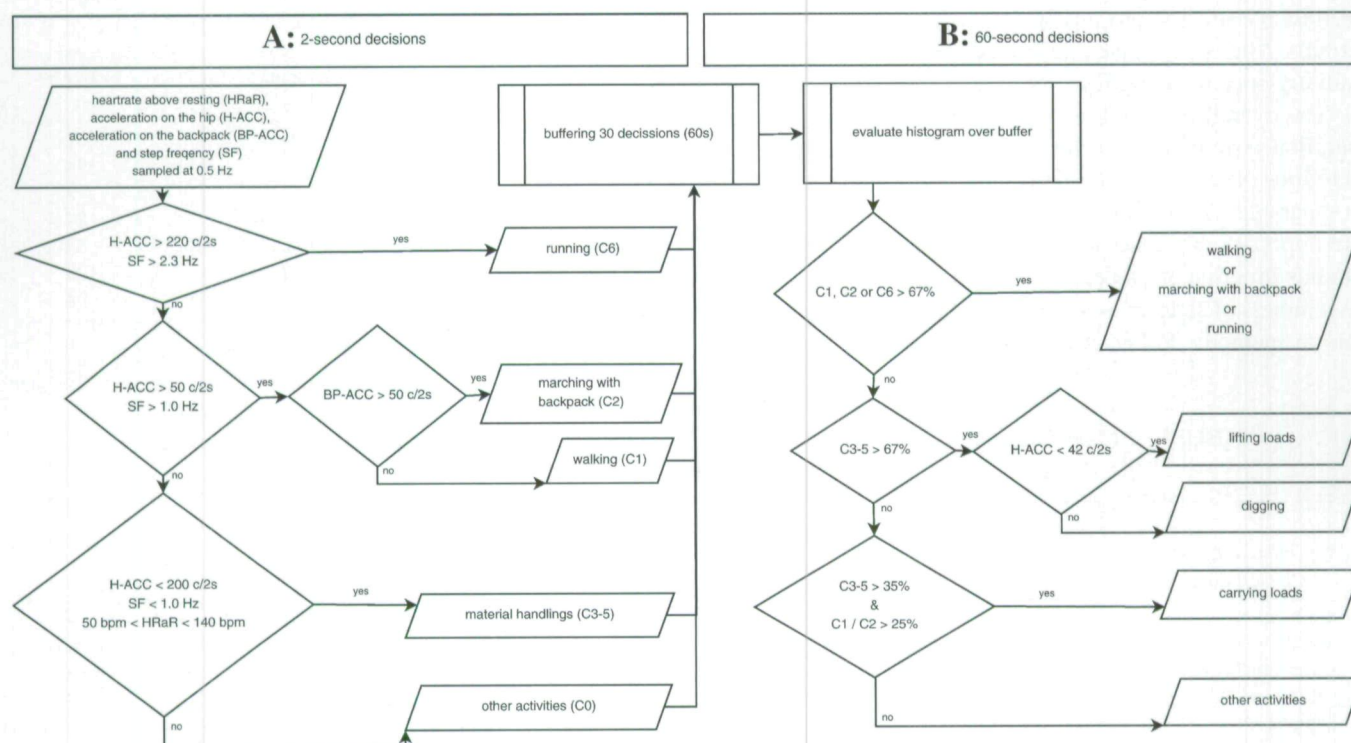 A: 2-second decisions
B: 60-second decisions
heartrate above resting (HRaR),
acceleration on the hip (H-ACC),
acceleration on the backpack (BP-ACC)
and step freqency (SF)
sampled at 0.5 Hz
buffering 30 decissions (60s)
evaluate histogram over buffer
H-ACC > 220 c/2s
SF > 2.3 Hz
yes
running (C6)
no
H-ACC > 50 c/2s
SF > 1.0 Hz
yes
BP-ACC > 50 c/2s
yes
marching with
backpack (C2)
no
walking (C1)
no
H-ACC < 200 c/2s
SF < 1.0 Hz
50 bpm < HRaR < 140 bpm
yes
material handlings (C3-5)
no
other activities (C0)
C1, C2 or C6 > 67%
yes
walking
or
marching with backpack
or
running
no
C3-5 > 67%
yes
H-ACC < 42 c/2s
yes
lifting loads
no
digging
no
C3-5 > 35%
&
C1 / C2 > 25%
yes
carrying loads
no
other activities